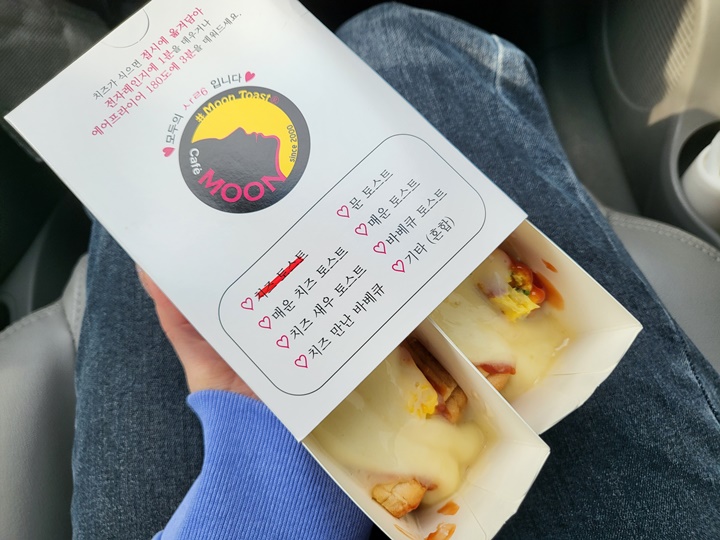 치즈가 식으면 접시에 옮겨담아
전자레인지에 1분을 데우거나
에어프라이어 180도에 3분을 데워드세요.
모두의 사랑 입니다
# Moon Toast
Café
MOON
since 2000
치즈 토스트
매운 치즈 토스트
치즈 새우 토스트
치즈 만난 바베큐
문 토스트
매운 토스트
바베큐 토스트
기타 (혼합)